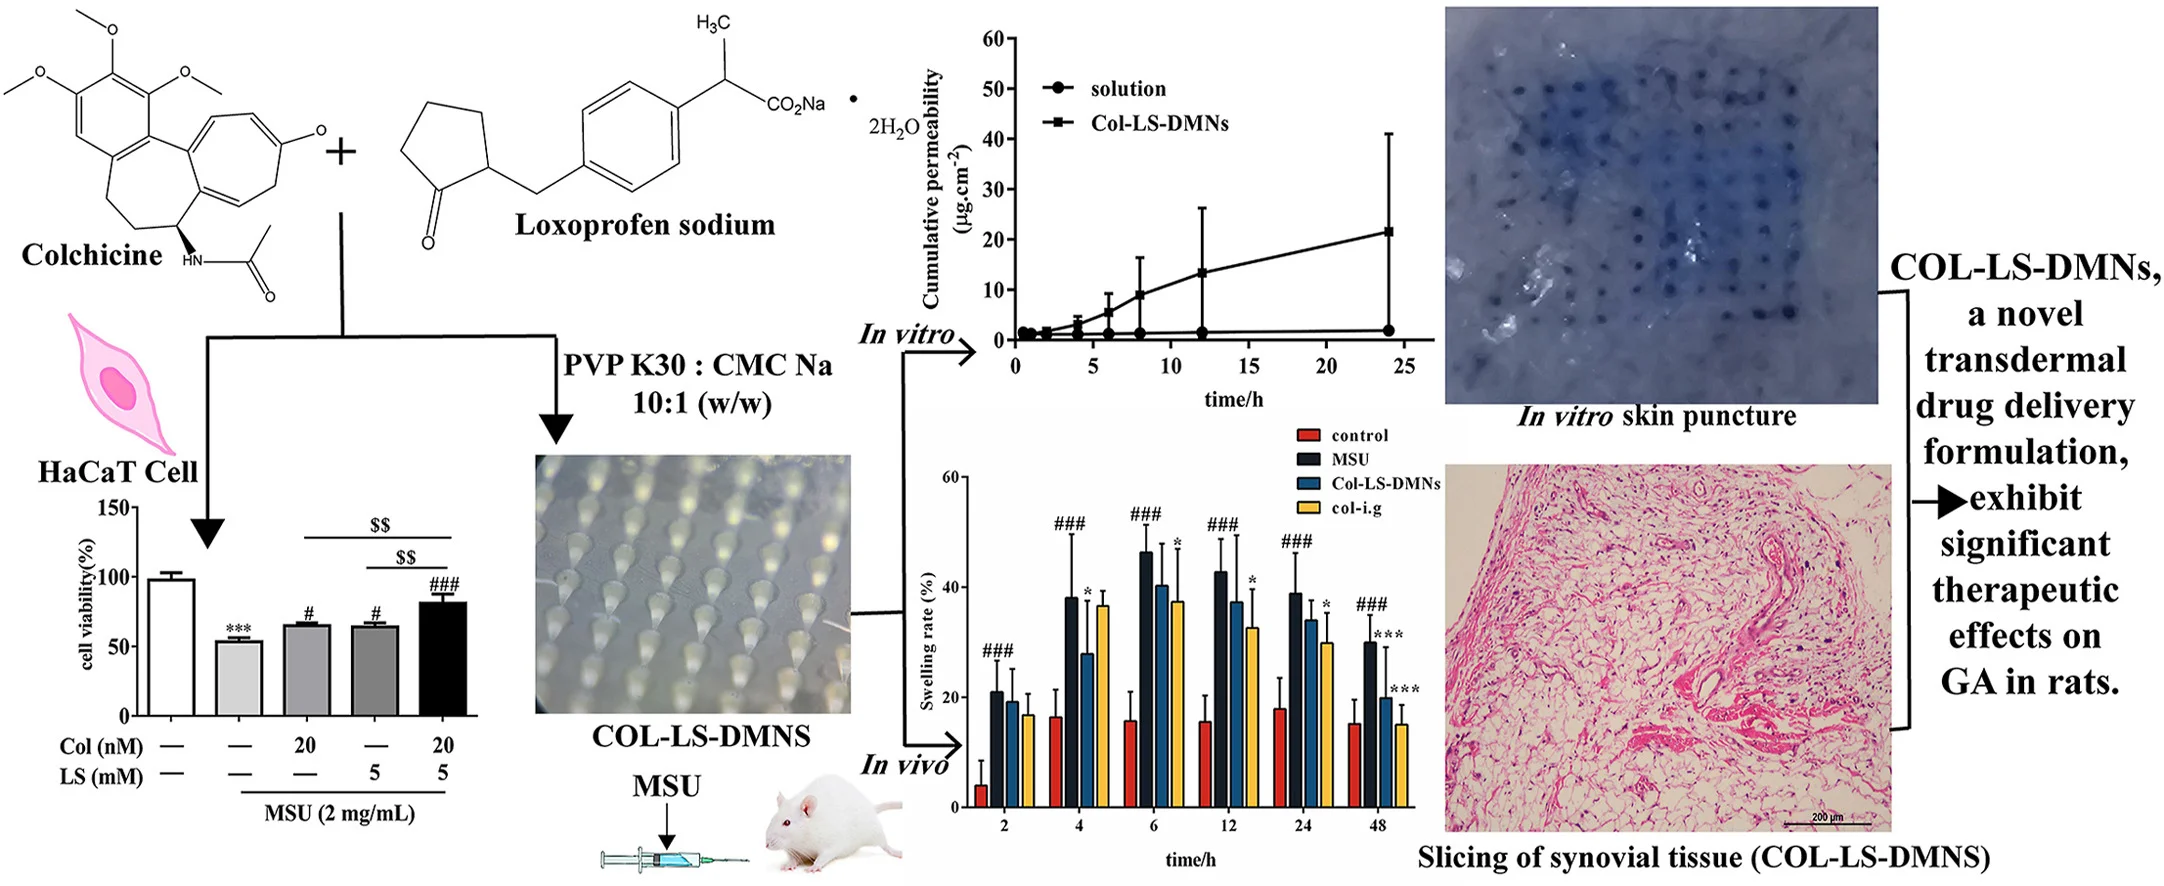 O
O
O
O
HN
O
Colchicine
+
H₃C
CO₂Na
•
2H₂O
O
Loxoprofen sodium
HaCaT Cell
PVP K30 : CMC Na
10:1 (w/w)
cell viability(%)
150
100
50
0
***
#
#
###
$$
$$
Col (nM) — — 20 — 20
LS (mM) — — — 5 5
MSU (2 mg/mL)
COL-LS-DMNS
MSU
In vitro
In vivo
Cumulative permeability
(μg.cm⁻²)
60
50
40
30
20
10
0
0 5 10 15 20 25
time/h
solution
Col-LS-DMNs
control
MSU
Col-LS-DMNs
col-i.g
Swelling rate (%)
60
40
20
0
###
###
*
###
*
###
*
###
*
###
***
***
2 4 6 12 24 48
time/h
In vitro skin puncture
200 μm
Slicing of synovial tissue (COL-LS-DMNS)
COL-LS-DMNs,
a novel
transdermal
drug delivery
formulation,
exhibit
significant
therapeutic
effects on
GA in rats.